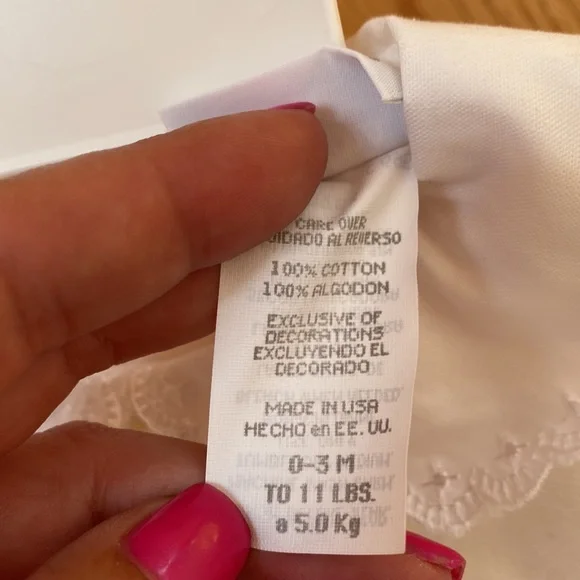 CARE OVER
CUIDADO AL REVERSO
100% COTTON
100% ALGODON
EXCLUSIVE OF
DECORATIONS
EXCLUYENDO EL
DECORADO
MADE IN USA
HECHO en EE. UU.
0-3 M
TO 11 LBS.
a 5.0 Kg